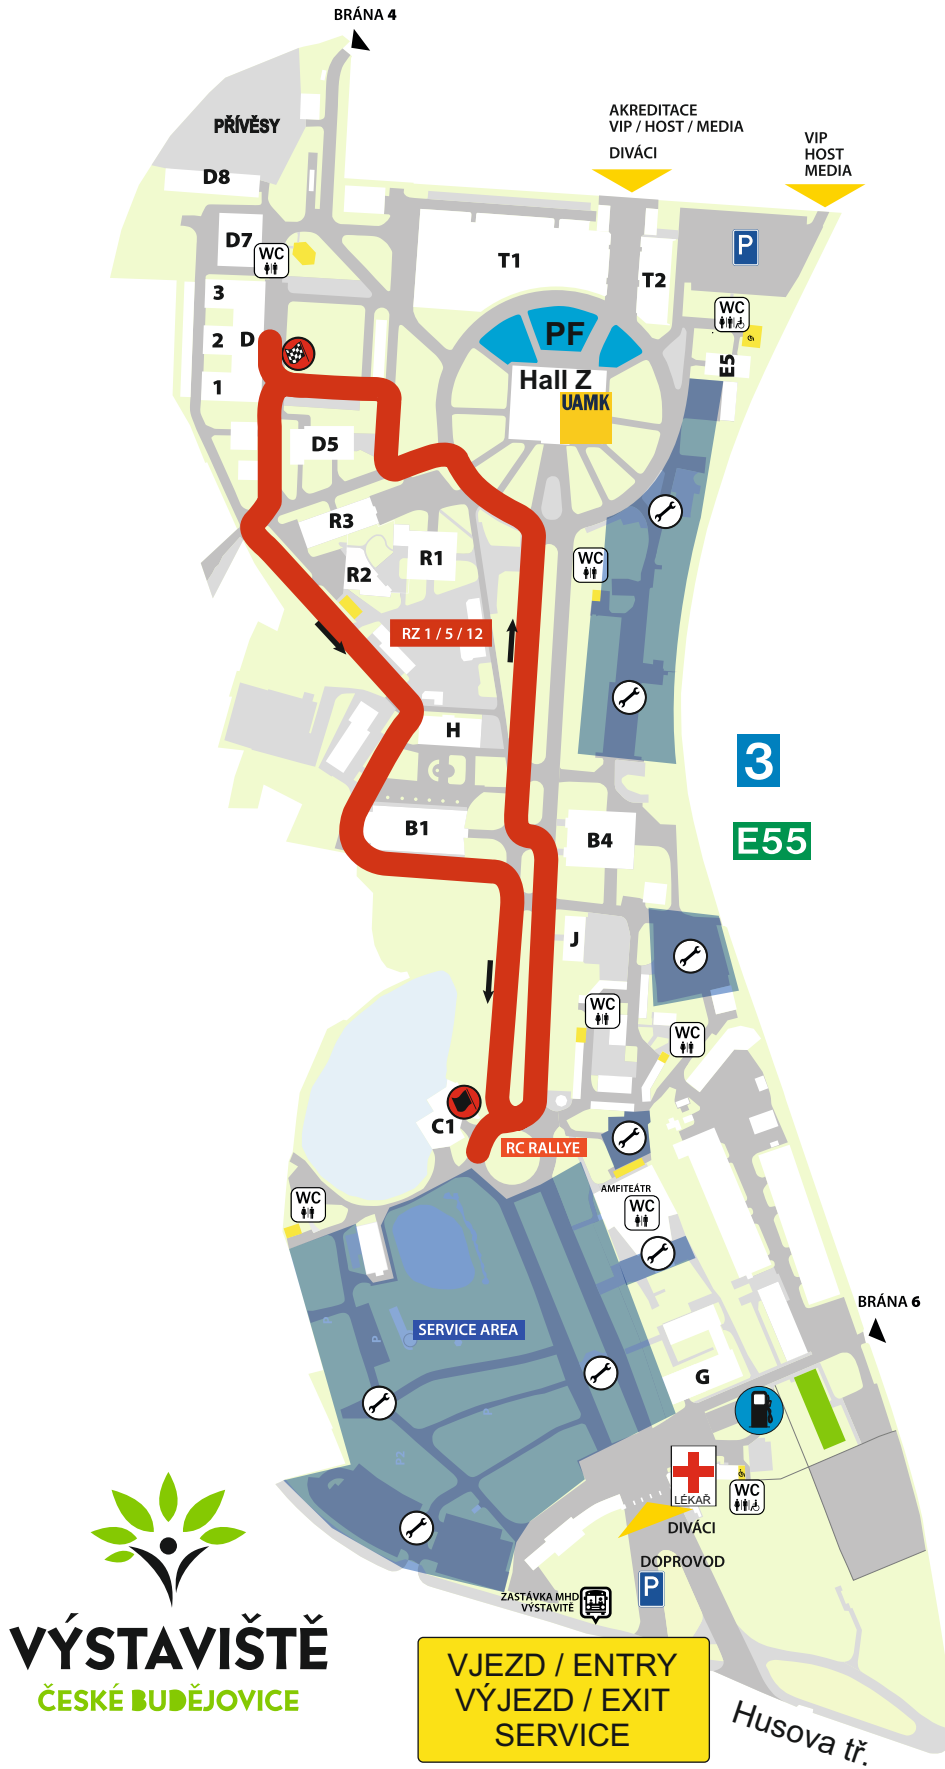 BRÁNA 4
AKREDITACE
VIP / HOST / MEDIA
DIVÁCI
VIP
HOST
MEDIA
PŘÍVĚSY
D8
D7
WC
T1
T2
P
3
2
D
1
WC
E5
PF
Hall Z
UAMK
D5
R3
R1
R2
WC
RZ 1 / 5 / 12
H
3
E55
B1
B4
J
WC
WC
C1
RC RALLYE
AMFITEÁTR
WC
WC
BRÁNA 6
SERVICE AREA
P
P
G
P
P2
LÉKAŘ
WC
DIVÁCI
DOPROVOD
P
ZASTÁVKA MHD
VÝSTAVITĚ
VÝSTAVIŠTĚ
ČESKÉ BUDĚJOVICE
VJEZD / ENTRY
VÝJEZD / EXIT
SERVICE
Husova tř.